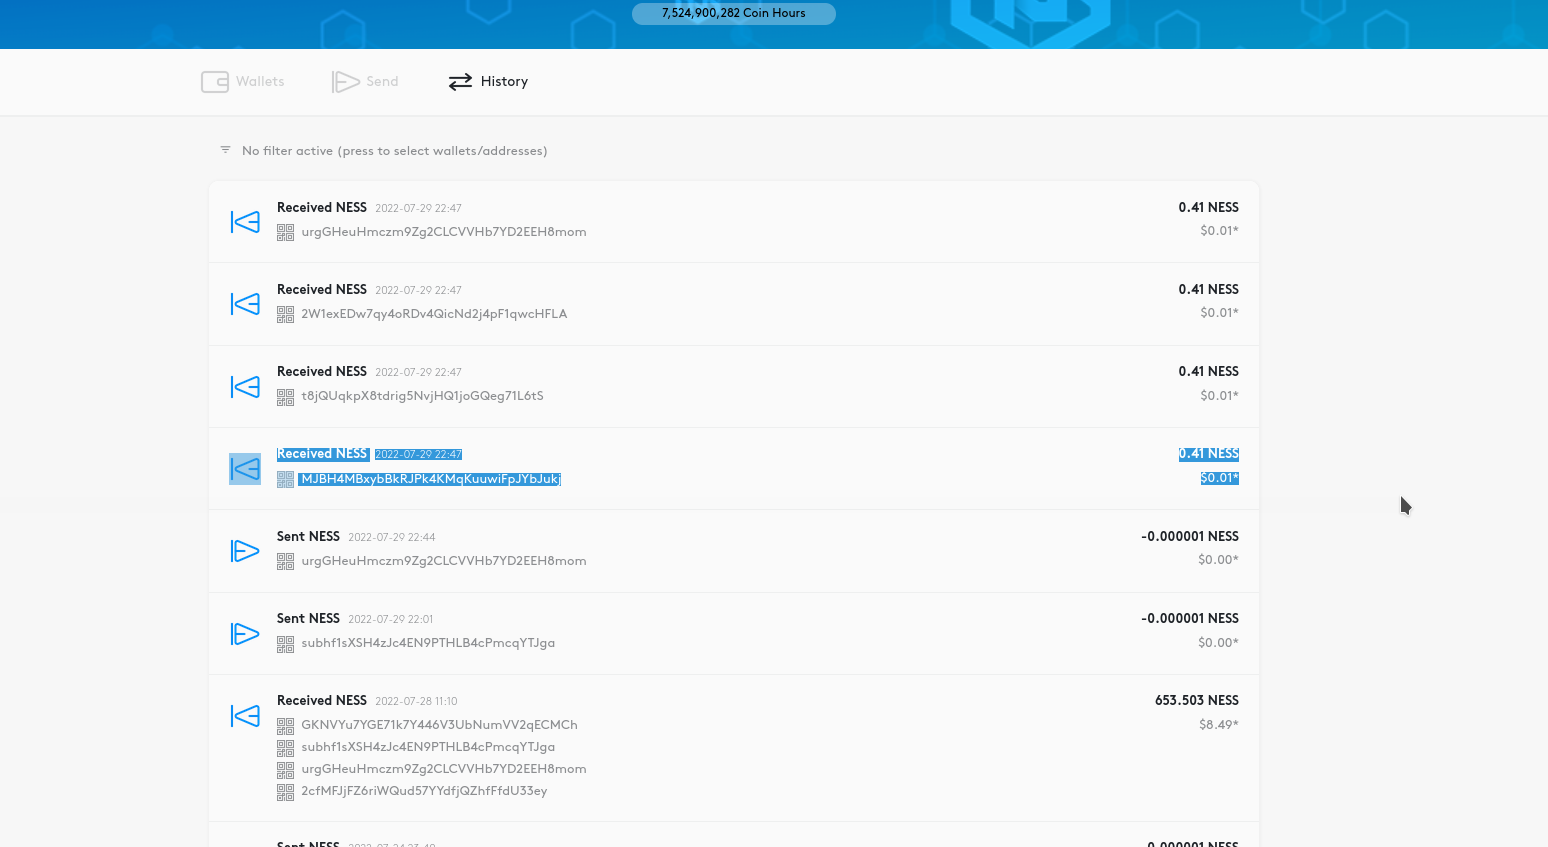 7,524,900,282 Coin Hours
Wallets Send History
No filter active (press to select wallets/addresses)
Received NESS 2022-07-29 22:47 0.41 NESS
urgGHeuHmczm9Zg2CLCVVHb7YD2EEH8mom $0.01*
Received NESS 2022-07-29 22:47 0.41 NESS
2W1exEDw7qy4oRDv4QicNd2j4pF1qwcHFLA $0.01*
Received NESS 2022-07-29 22:47 0.41 NESS
t8jQUqkpX8tdrig5NvjHQ1joGQeg71L6tS $0.01*
Received NESS 2022-07-29 22:47 0.41 NESS
MJBH4MBxybBkRJPk4KMqKuuwiFpJYbJukj $0.01*
Sent NESS 2022-07-29 22:44 -0.000001 NESS
urgGHeuHmczm9Zg2CLCVVHb7YD2EEH8mom $0.00*
Sent NESS 2022-07-29 22:01 -0.000001 NESS
subhf1sXSH4zJc4EN9PTHLB4cPmcqYTJga $0.00*
Received NESS 2022-07-28 11:10 653.503 NESS
GKNVYu7YGE71k7Y446V3UbNumVV2qECMCh $8.49*
subhf1sXSH4zJc4EN9PTHLB4cPmcqYTJga
urgGHeuHmczm9Zg2CLCVVHb7YD2EEH8mom
2cfMFJjFZ6riWQud57YYdfjQZhfFfdU33ey
Sent NESS